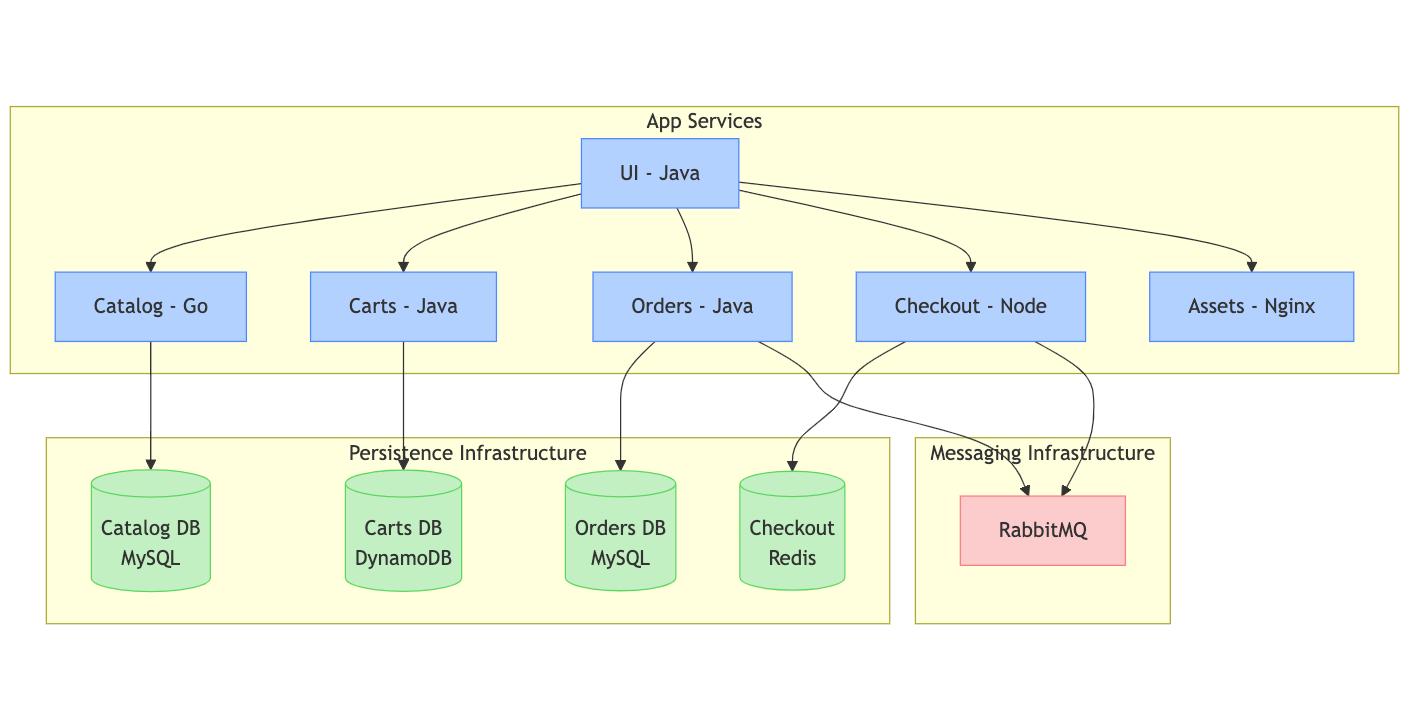 App Services
UI - Java
Catalog - Go
Carts - Java
Orders - Java
Checkout - Node
Assets - Nginx
Persistence Infrastructure
Messaging Infrastructure
Catalog DB
MySQL
Carts DB
DynamoDB
Orders DB
MySQL
Checkout
Redis
RabbitMQ